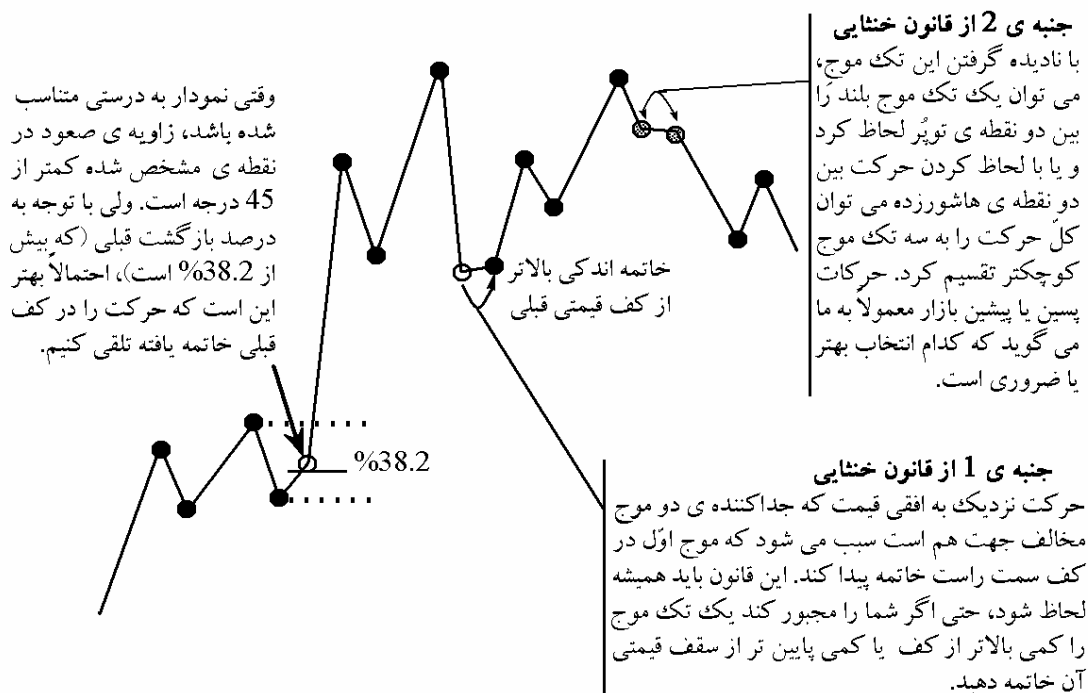 جنبه ی 2 از قانون خنثایی
با نادیده گرفتن این تک موجِ،
می توان یک تک موج بلند را
بین دو نقطه ی توپُر لحاظ کرد
و یا با لحاظ کردن حرکت بین
دو نقطه ی هاشورزده می توان
کلّ حرکت را به سه تک موج
کوچکتر تقسیم کرد. حرکات
پسین یا پیشین بازار معمولاً به ما
می گوید که کدام انتخاب بهتر
یا ضروری است.
وقتی نمودار به درستی متناسب
شده باشد، زاویه ی صعود در
نقطه ی مشخص شده کمتر از
45 درجه است. ولی با توجه به
درصد بازگشت قبلی (که بیش
از 38.2% است)، احتمالاً بهتر
این است که حرکت را در کف
قبلی خاتمه یافته تلقی کنیم.
خاتمه اندکی بالاتر
از کف قیمتی قبلی
%38.2
جنبه ی 1 از قانون خنثایی
حرکت نزدیک به افقی قیمت که جداکننده ی دو موج
مخالف جهت هم است سبب می شود که موج اوّل در
کف سمت راست خاتمه پیدا کند. این قانون باید همیشه
لحاظ شود، حتی اگر شما را مجبور کند یک تک موج
را کمی بالاتر از کف یا کمی پایین تر از سقف قیمتی
آن خاتمه دهید.